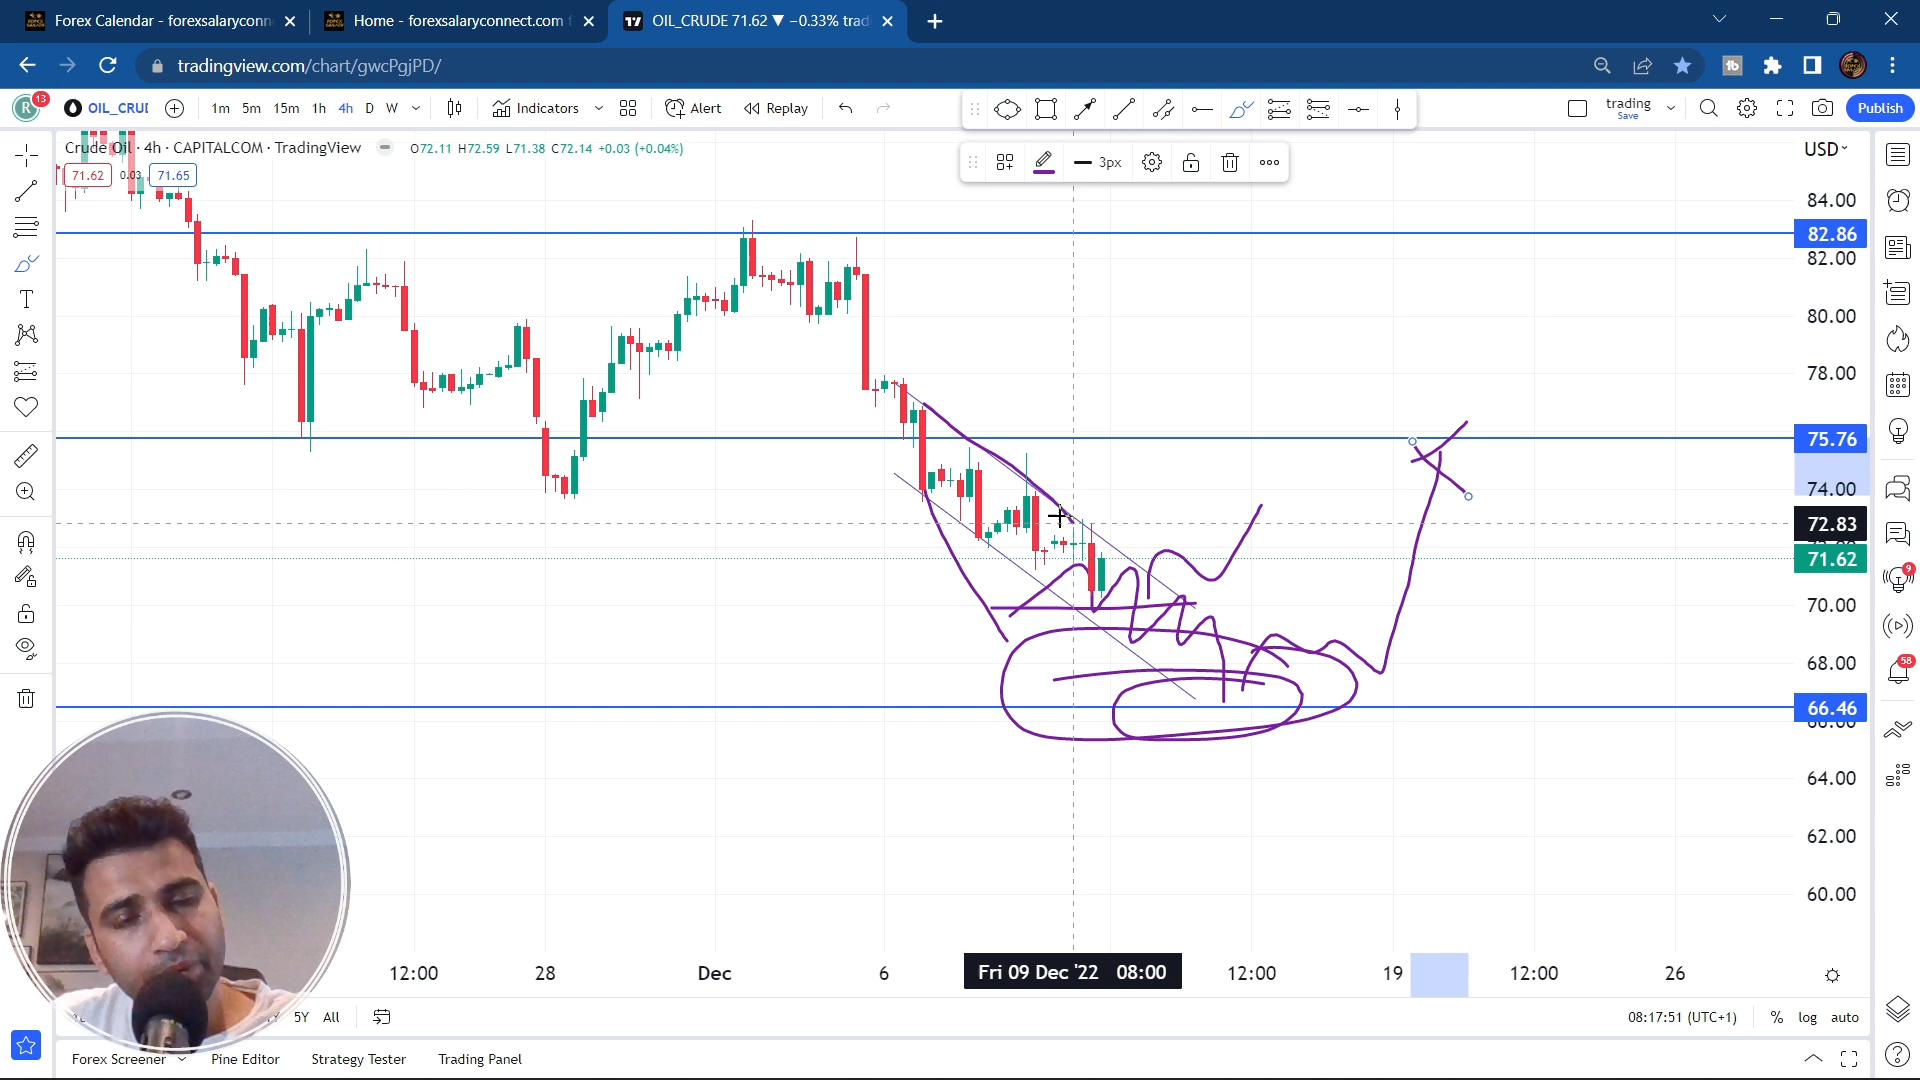 Forex Calendar - forexsalaryconn
Home - forexsalaryconnect.com f
OIL_CRUDE 71.62 ▼ −0.33% trad
tradingview.com/chart/gwcPgjPD/
R 13
OIL_CRUI
1m 5m 15m 1h 4h D W
Indicators
Alert
Replay
trading
Save
Publish
Crude Oil · 4h · CAPITALCOM · TradingView
O72.11 H72.59 L71.38 C72.14 +0.03 (+0.04%)
71.62 0.03 71.65
3px
USD
84.00
82.86
82.00
80.00
78.00
75.76
74.00
72.83
71.62
70.00
68.00
66.46
66.00
64.00
62.00
60.00
9
58
12:00 28 Dec 6 Fri 09 Dec '22 08:00 12:00 19 12:00 26
5Y All
08:17:51 (UTC+1) % log auto
Forex Screener Pine Editor Strategy Tester Trading Panel